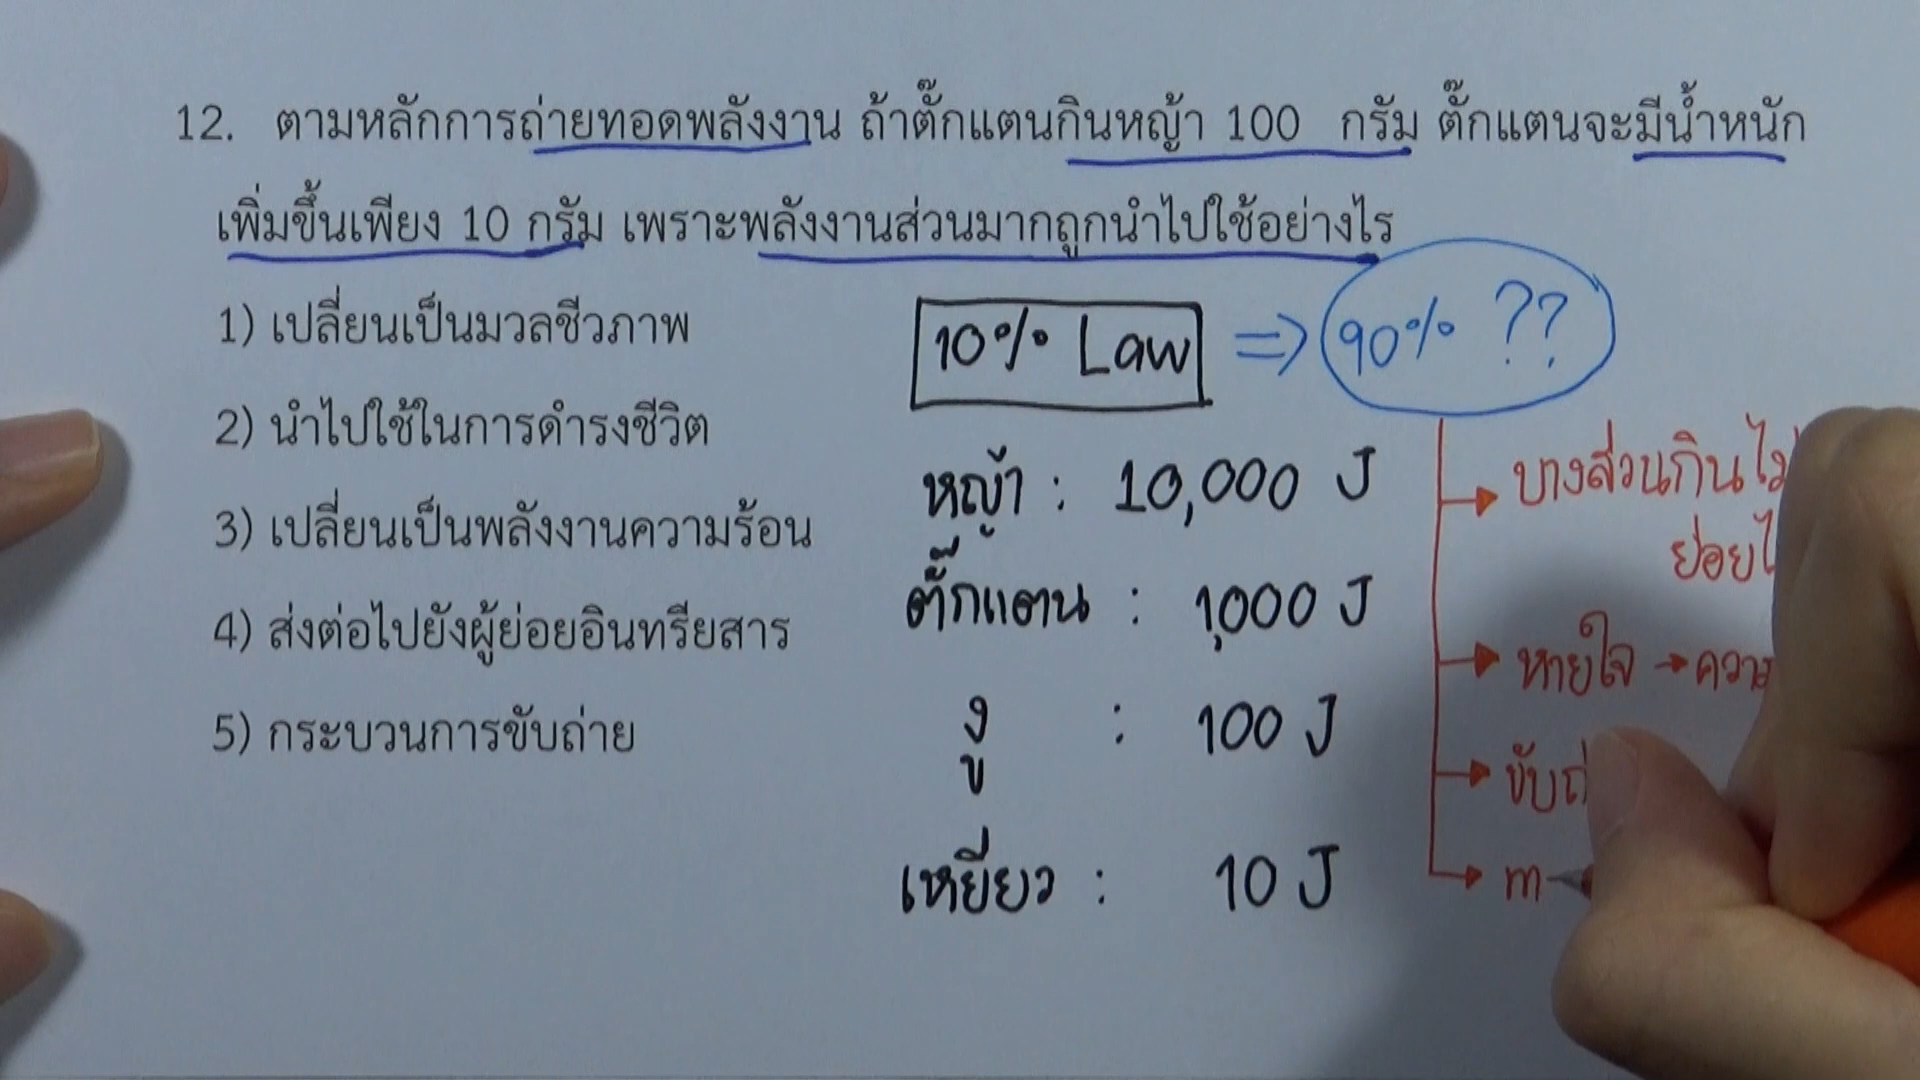 12. ตามหลักการถ่ายทอดพลังงาน ถ้าตั๊กแตนกินหญ้า 100 กรัม ตั๊กแตนจะมีน้ำหนัก
เพิ่มขึ้นเพียง 10 กรัม เพราะพลังงานส่วนมากถูกนำไปใช้อย่างไร
1) เปลี่ยนเป็นมวลชีวภาพ
2) นำไปใช้ในการดำรงชีวิต
3) เปลี่ยนเป็นพลังงานความร้อน
4) ส่งต่อไปยังผู้ย่อยอินทรียสาร
5) กระบวนการขับถ่าย
10% Law => 90% ??
หญ้า : 10,000 J
ตั๊กแตน : 1,000 J
งู : 100 J
เหยี่ยว : 10 J
บางส่วนกิน
ย่อย
หายใจ →